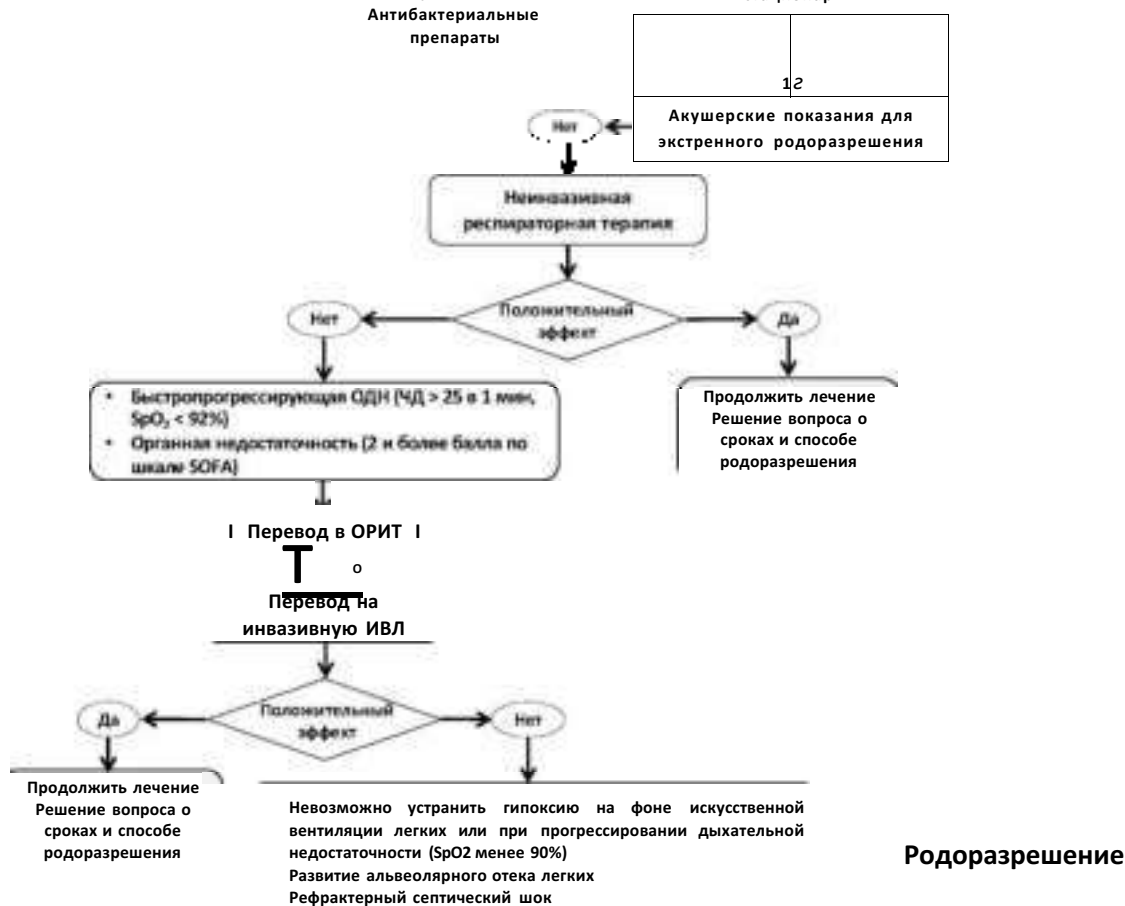 Антибактериальные
препараты
1г
Акушерские показания для
экстренного родоразрешения
Нет
Неинвазивная
респираторная терапия
Положительный
эффект
Нет
Да
• Быстропрогрессирующая ОДН (ЧД > 25 в 1 мин,
SpO₂ < 92%)
• Органная недостаточность (2 и более балла по
шкале SOFA)
Продолжить лечение
Решение вопроса о
сроках и способе
родоразрешения
I Перевод в ОРИТ I
Т о
Перевод на
инвазивную ИВЛ
Положительный
эффект
Да
Нет
Продолжить лечение
Решение вопроса о
сроках и способе
родоразрешения
Невозможно устранить гипоксию на фоне искусственной
вентиляции легких или при прогрессировании дыхательной
недостаточности (SpO2 менее 90%)
Развитие альвеолярного отека легких
Рефрактерный септический шок
Родоразрешение